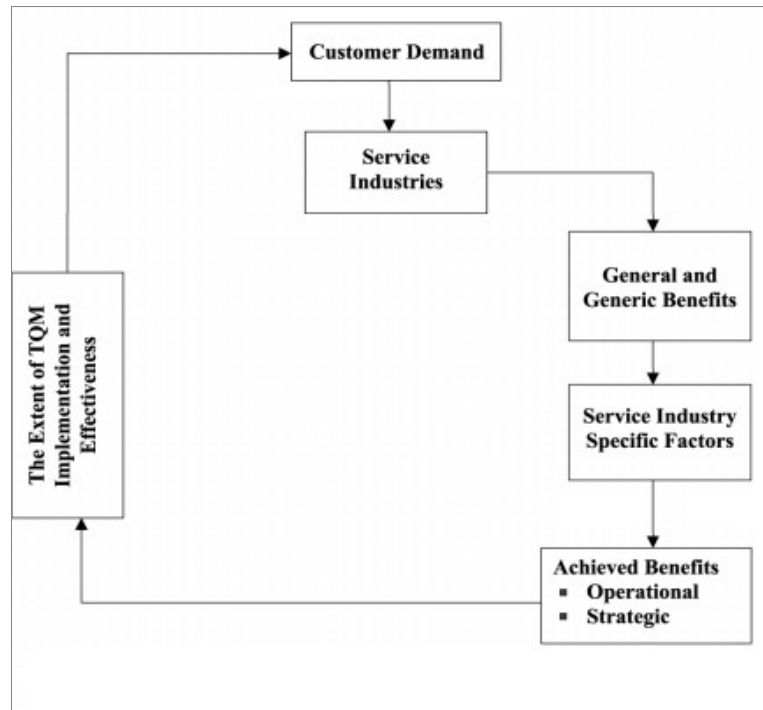 Customer Demand
Service
Industries
General and
Generic Benefits
Service Industry
Specific Factors
Achieved Benefits
▪ Operational
▪ Strategic
The Extent of TQM
Implementation and
Effectiveness